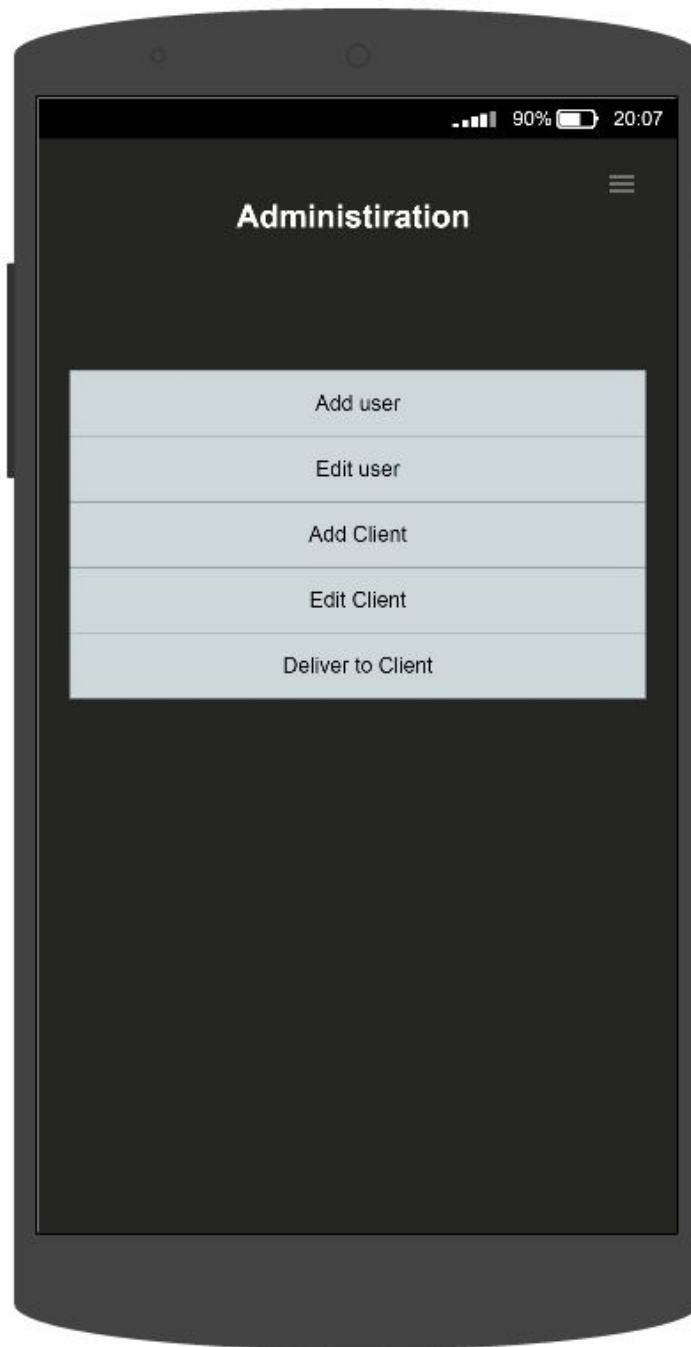 90% 20:07
Administiration
Add user
Edit user
Add Client
Edit Client
Deliver to Client